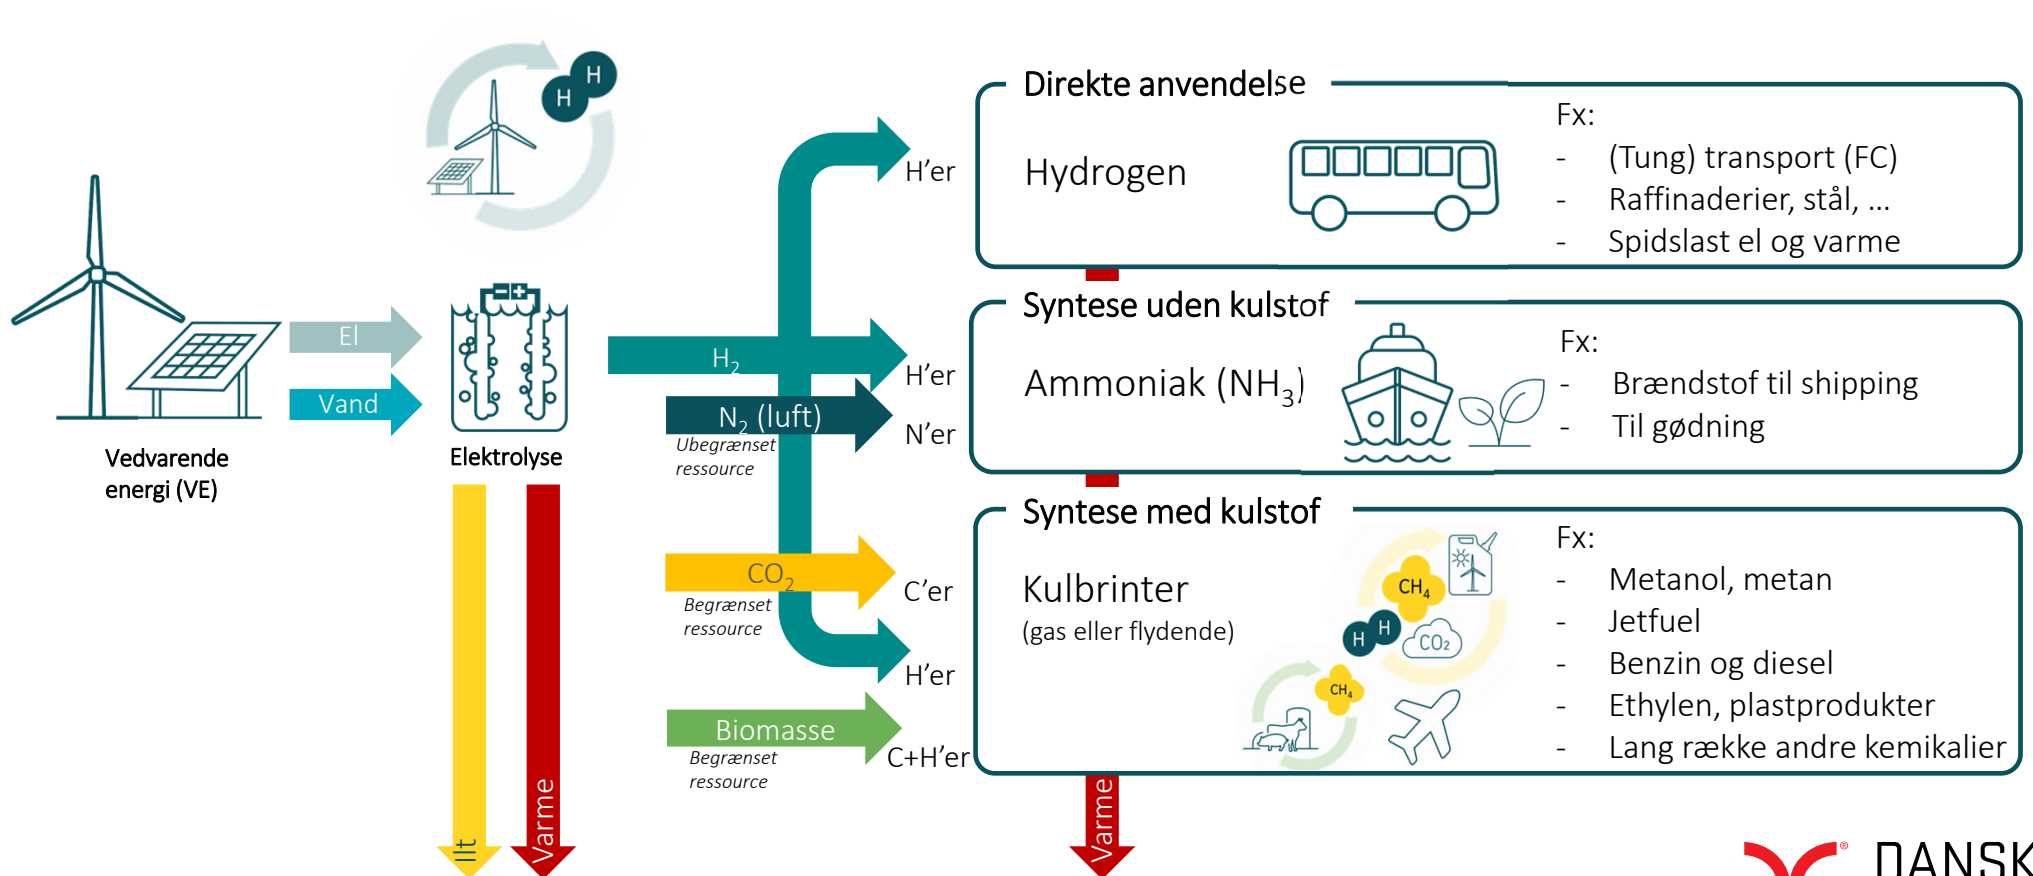 H H
El
Vand
Vedvarende
energi (VE)
Elektrolyse
Ilt
Varme
H₂
N₂ (luft)
Ubegrænset
ressource
CO₂
Begrænset
ressource
Biomasse
Begrænset
ressource
H'er
H'er
N'er
C'er
H'er
C+H'er
Direkte anvendelse
Hydrogen
Fx:
- (Tung) transport (FC)
- Raffinaderier, stål, ...
- Spidslast el og varme
Syntese uden kulstof
Ammoniak (NH₃)
Fx:
- Brændstof til shipping
- Til gødning
Syntese med kulstof
Kulbrinter
(gas eller flydende)
CH₄
H H
CO₂
CH₄
Fx:
- Metanol, metan
- Jetfuel
- Benzin og diesel
- Ethylen, plastprodukter
- Lang række andre kemikalier
Varme
® DANSK